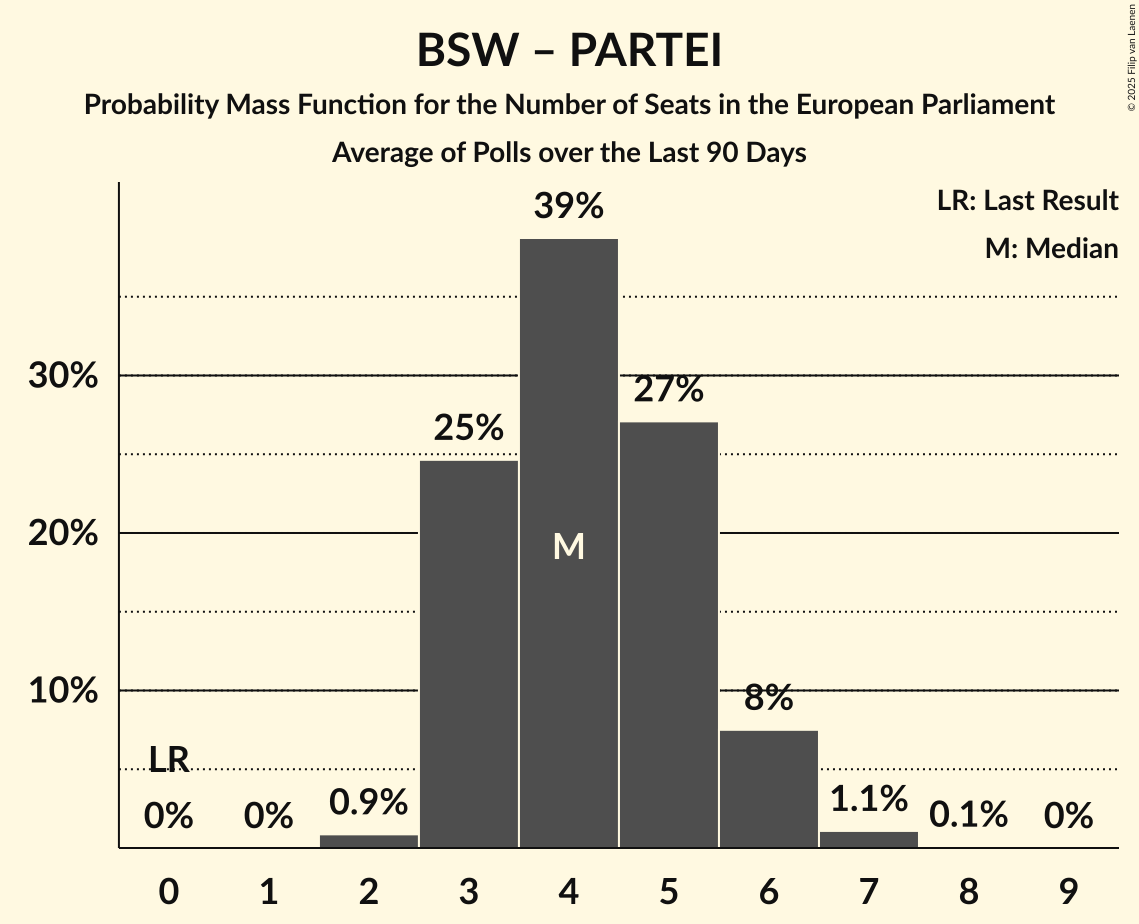 BSW – PARTEI
Probability Mass Function for the Number of Seats in the European Parliament
Average of Polls over the Last 90 Days
© 2025 Filip van Laenen
LR: Last Result
M: Median
39%
30%
27%
25%
20%
M
10%
8%
LR
0%
0%
0.9%
1.1%
0.1%
0%
0 1 2 3 4 5 6 7 8 9